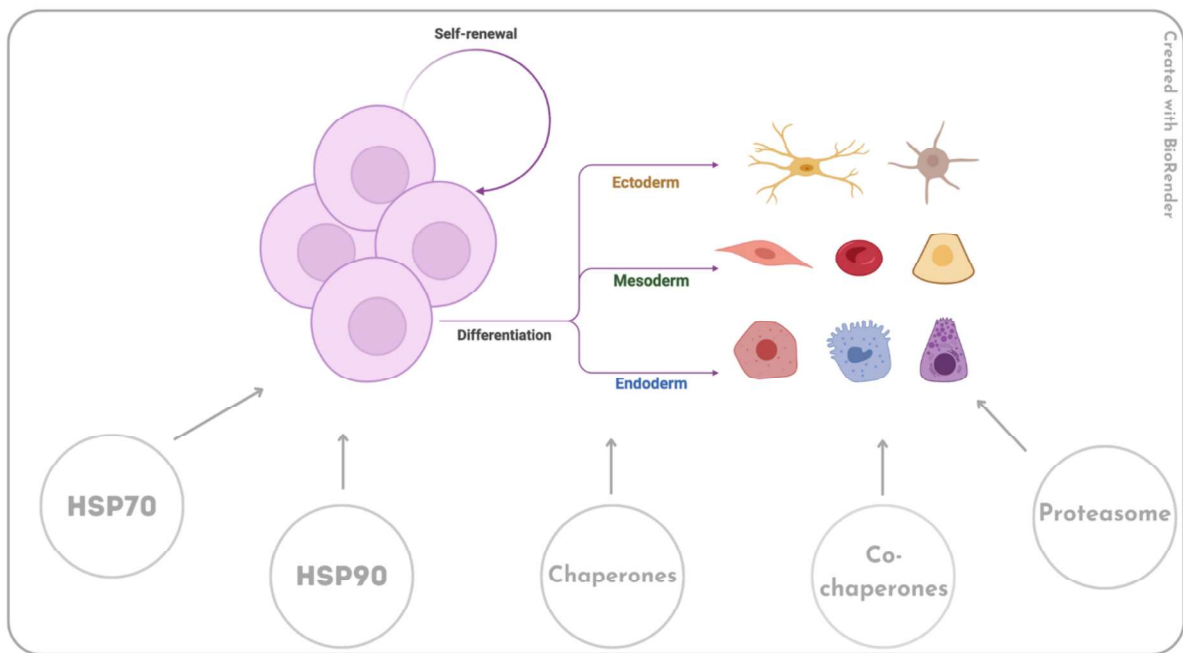 Self-renewal
Created with BioRender
Ectoderm
Mesoderm
Differentiation
Endoderm
HSP70
HSP90
Chaperones
Co-
chaperones
Proteasome